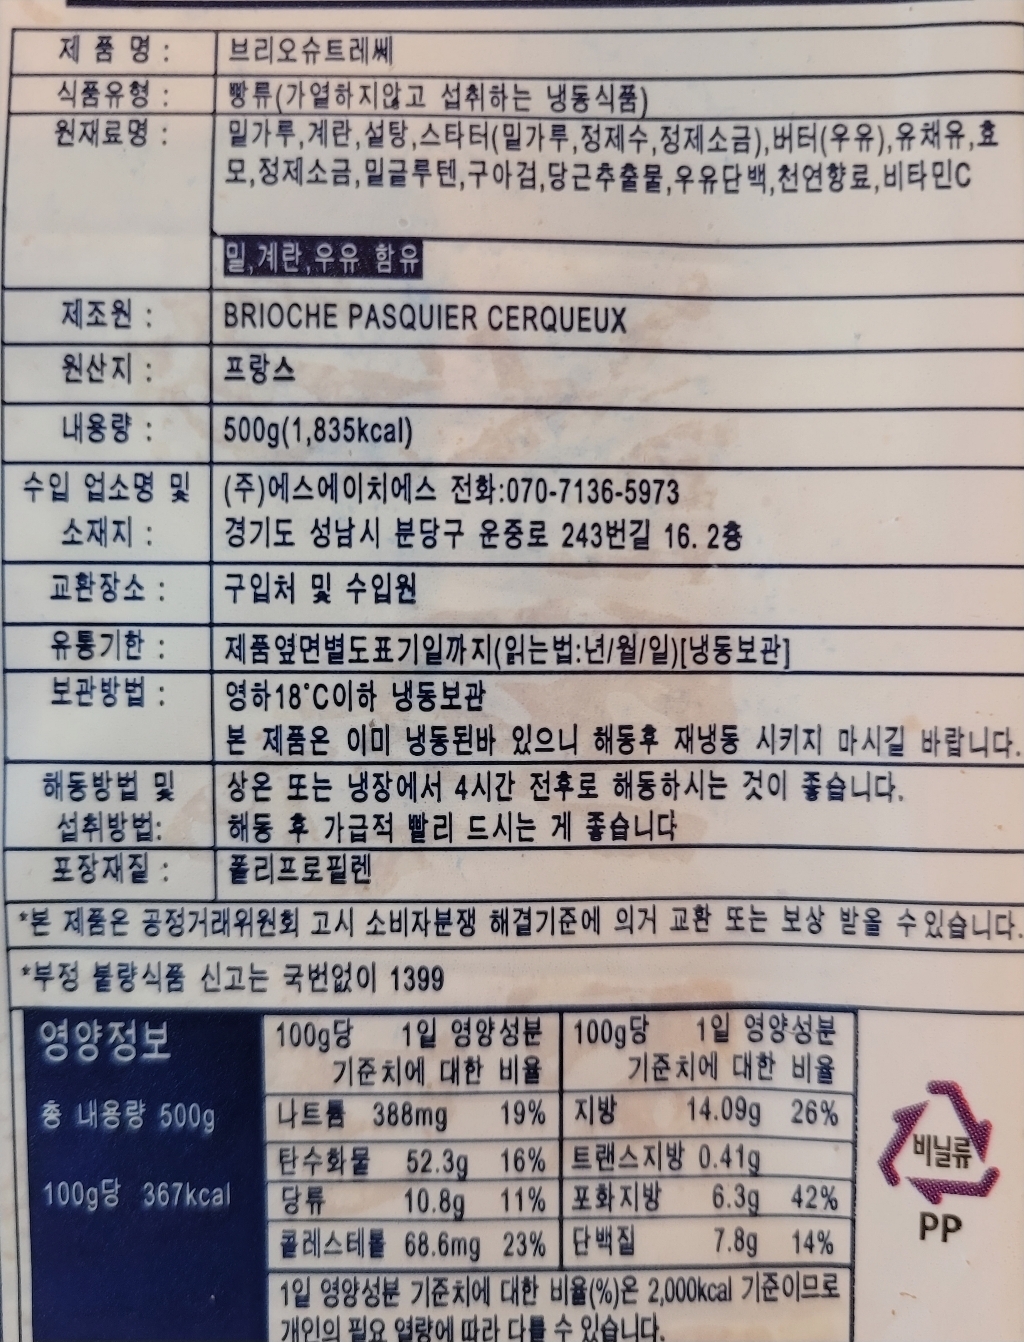 제 품 명 : 브리오슈트레쎄
식품유형 : 빵류(가열하지않고 섭취하는 냉동식품)
원재료명 : 밀가루,계란,설탕,스타터(밀가루,정제수,정제소금),버터(우유),유채유,효
모,정제소금,밀글루텐,구아검,당근추출물,우유단백,천연향료,비타민C
밀,계란,우유 함유
제조원 : BRIOCHE PASQUIER CERQUEUX
원산지 : 프랑스
내용량 : 500g(1,835kcal)
수입 업소명 및 (주)에스에이치에스 전화:070-7136-5973
소재지 : 경기도 성남시 분당구 운중로 243번길 16. 2층
교환장소 : 구입처 및 수입원
유통기한 : 제품옆면별도표기일까지(읽는법:년/월/일)[냉동보관]
보관방법 : 영하18°C이하 냉동보관
본 제품은 이미 냉동된바 있으니 해동후 재냉동 시키지 마시길 바랍니다.
해동방법 및 상온 또는 냉장에서 4시간 전후로 해동하시는 것이 좋습니다.
섭취방법: 해동 후 가급적 빨리 드시는 게 좋습니다
포장재질 : 폴리프로필렌
*본 제품은 공정거래위원회 고시 소비자분쟁 해결기준에 의거 교환 또는 보상 받을 수있습니다.
*부정 불량식품 신고는 국번없이 1399
영양정보
총 내용량 500g
100g당 367kcal
100g당 1일 영양성분 100g당 1일 영양성분
기준치에 대한 비율 기준치에 대한 비율
나트륨 388mg 19% 지방 14.09g 26%
탄수화물 52.3g 16% 트랜스지방 0.41g
당류 10.8g 11% 포화지방 6.3g 42%
콜레스테롤 68.6mg 23% 단백질 7.8g 14%
1일 영양성분 기준치에 대한 비율(%)은 2,000kcal 기준이므로
개인의 필요 열량에 따라 다를 수 있습니다.
비닐류
PP